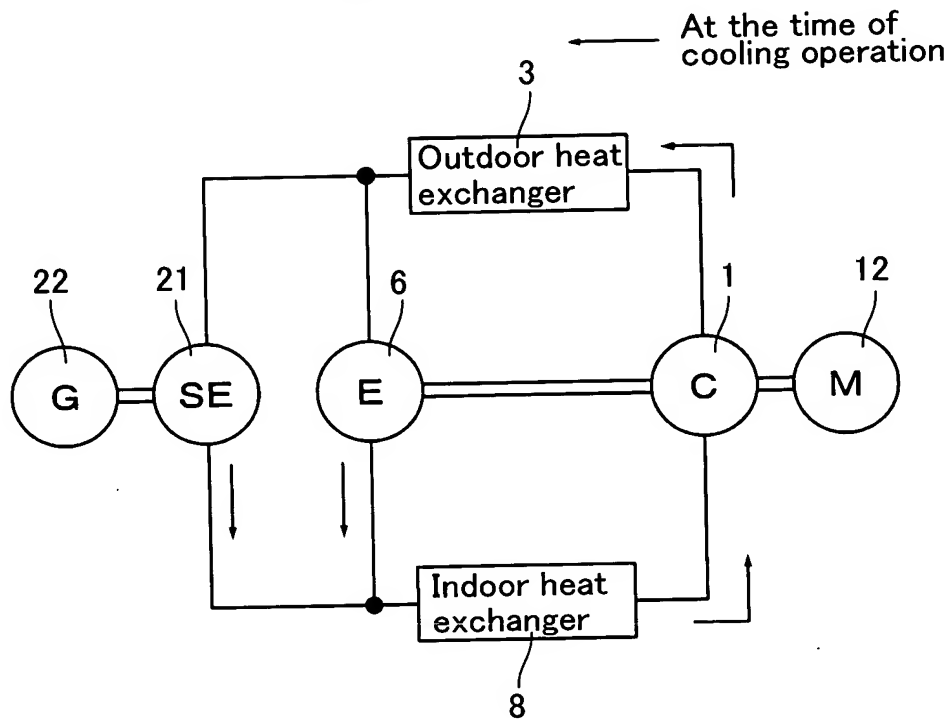 At the time of
cooling operation
3
Outdoor heat
exchanger
22
21
6
1
12
G
SE
E
C
M
Indoor heat
exchanger
8